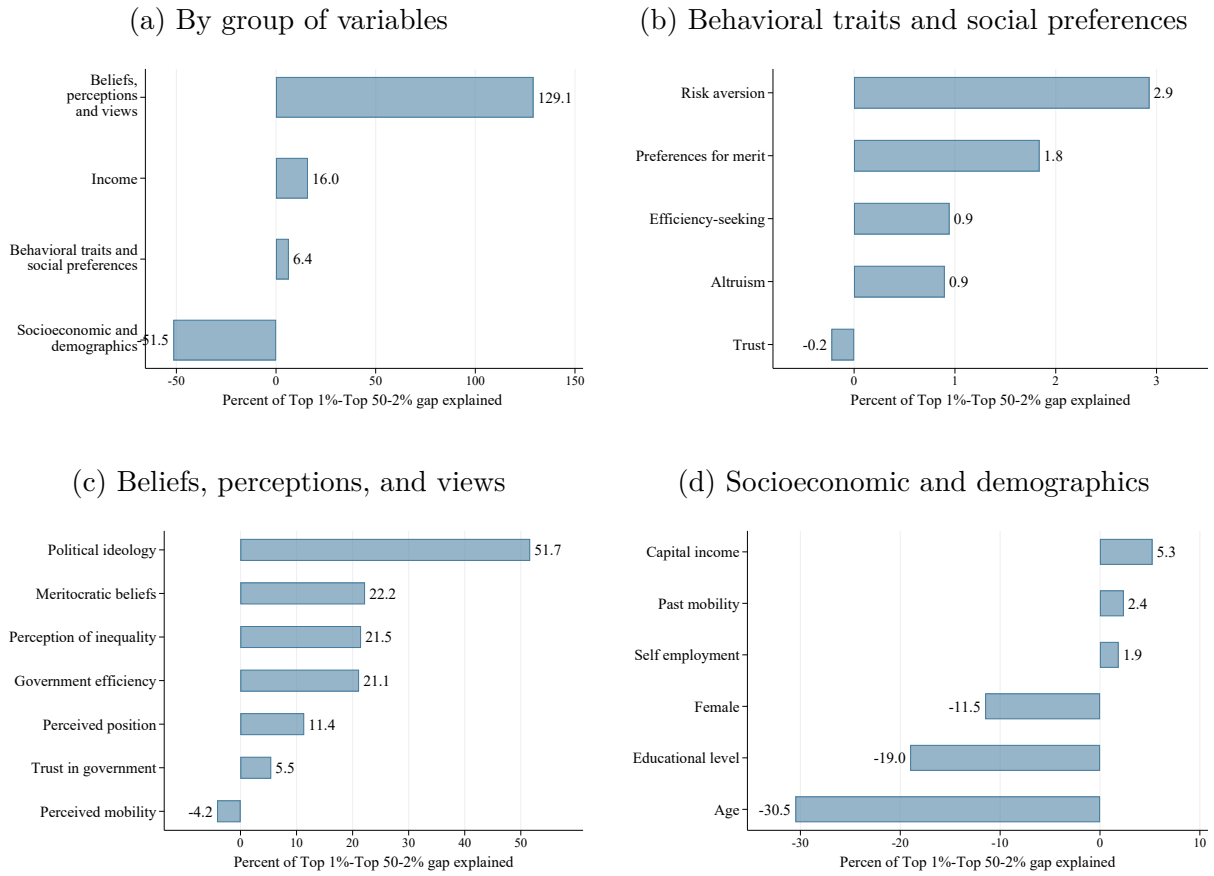 (a) By group of variables
Beliefs,
perceptions
and views
129.1
Income
16.0
Behavioral traits and
social preferences
6.4
Socioeconomic and
demographics
-51.5
-50
0
50
100
150
Percent of Top 1%-Top 50-2% gap explained
(b) Behavioral traits and social preferences
Risk aversion
2.9
Preferences for merit
1.8
Efficiency-seeking
0.9
Altruism
0.9
Trust
-0.2
0
1
2
3
Percent of Top 1%-Top 50-2% gap explained
(c) Beliefs, perceptions, and views
Political ideology
51.7
Meritocratic beliefs
22.2
Perception of inequality
21.5
Government efficiency
21.1
Perceived position
11.4
Trust in government
5.5
Perceived mobility
-4.2
0
10
20
30
40
50
Percent of Top 1%-Top 50-2% gap explained
(d) Socioeconomic and demographics
Capital income
5.3
Past mobility
2.4
Self employment
1.9
Female
-11.5
Educational level
-19.0
Age
-30.5
-30
-20
-10
0
10
Percen of Top 1%-Top 50-2% gap explained